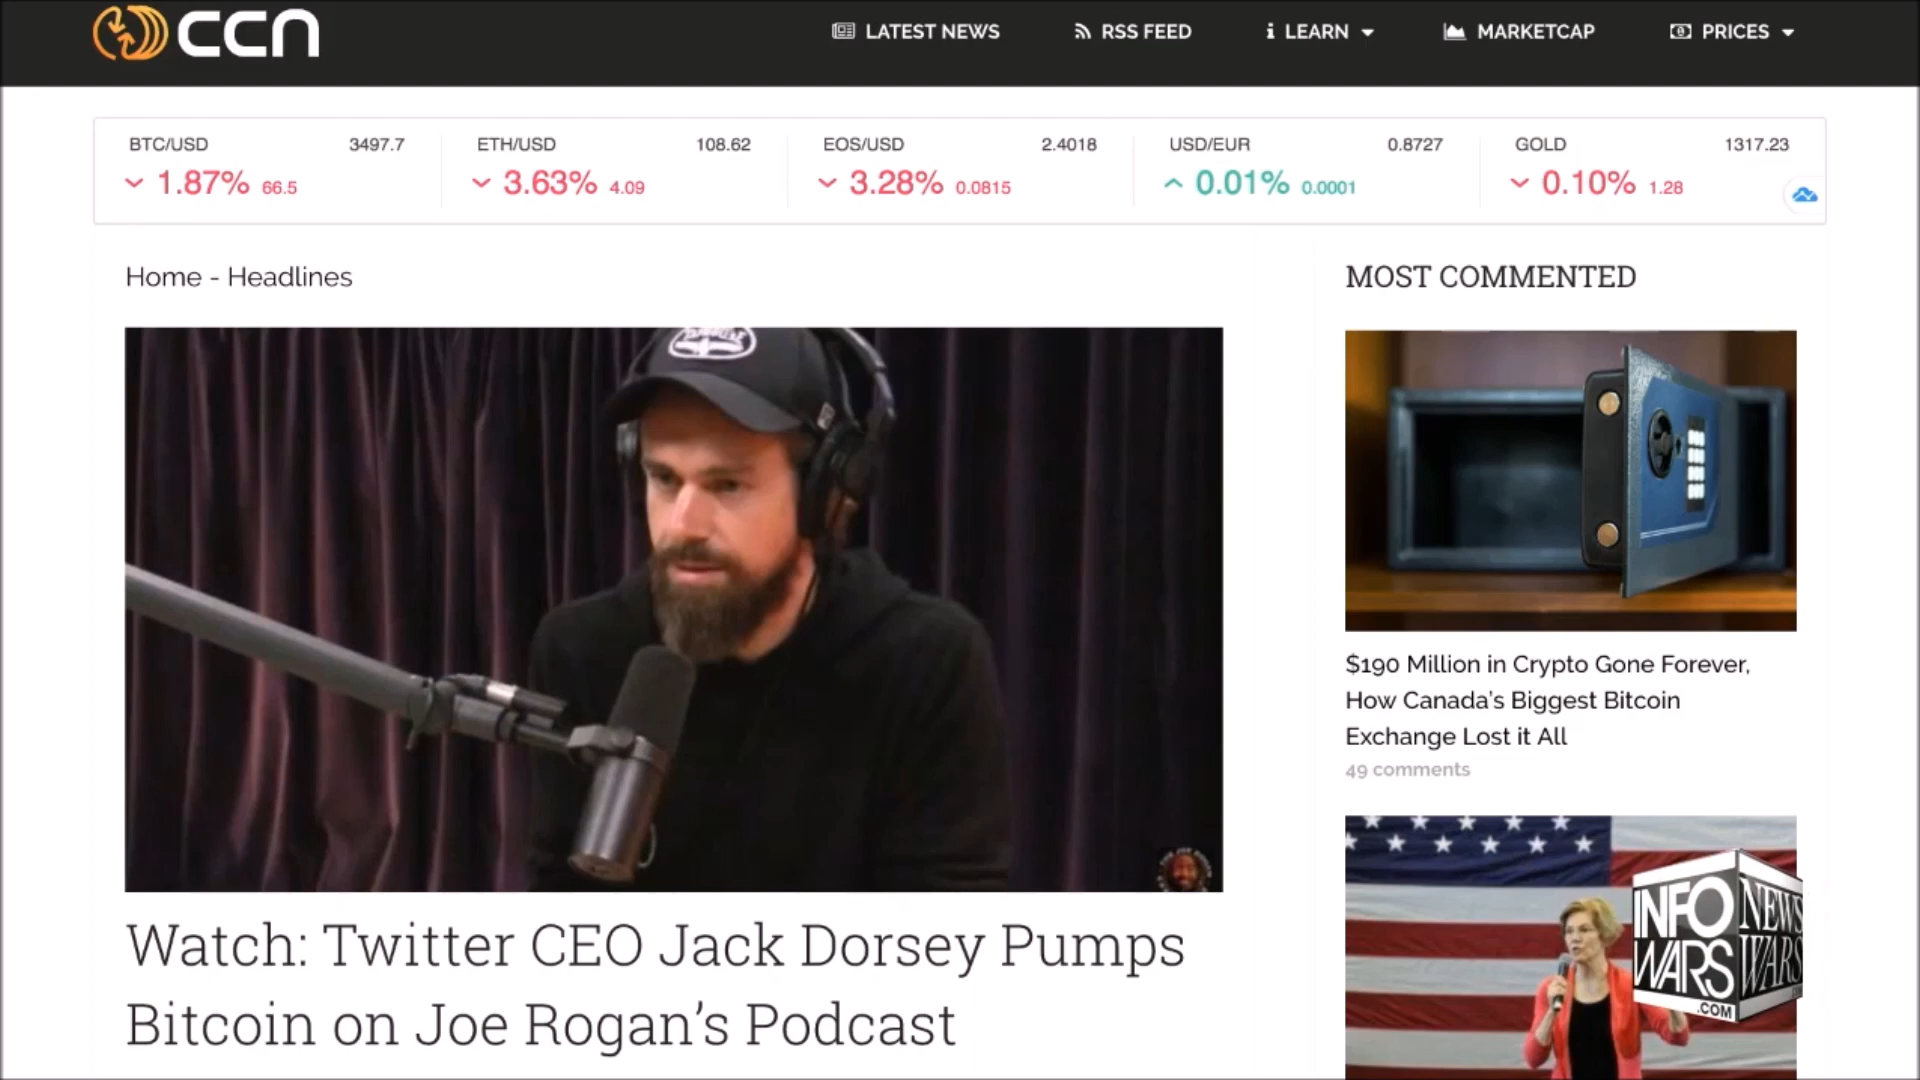 CCN
LATEST NEWS
RSS FEED
LEARN
MARKETCAP
PRICES
BTC/USD 3497.7
1.87% 66.5
ETH/USD 108.62
3.63% 4.09
EOS/USD 2.4018
3.28% 0.0815
USD/EUR 0.8727
0.01% 0.0001
GOLD 1317.23
0.10% 1.28
Home - Headlines
Watch: Twitter CEO Jack Dorsey Pumps
Bitcoin on Joe Rogan’s Podcast
MOST COMMENTED
$190 Million in Crypto Gone Forever,
How Canada's Biggest Bitcoin
Exchange Lost it All
49 comments
INFO
WARS
.COM
NEWS
WARS